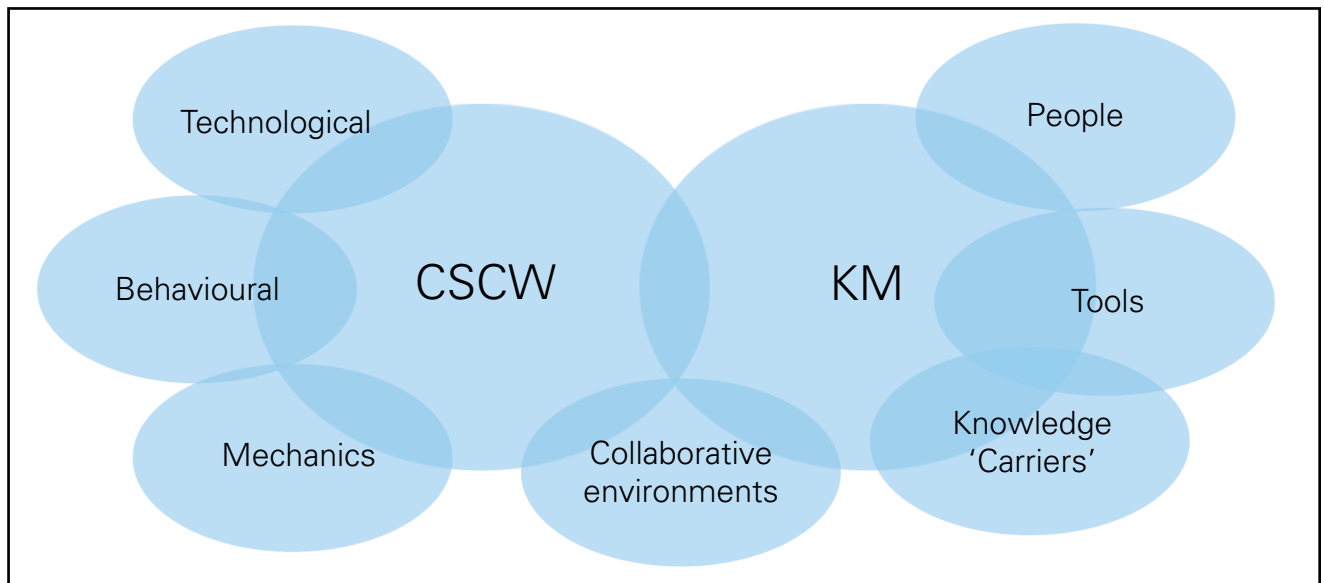 Technological
People
Behavioural
CSCW
KM
Tools
Mechanics
Collaborative
environments
Knowledge
‘Carriers’